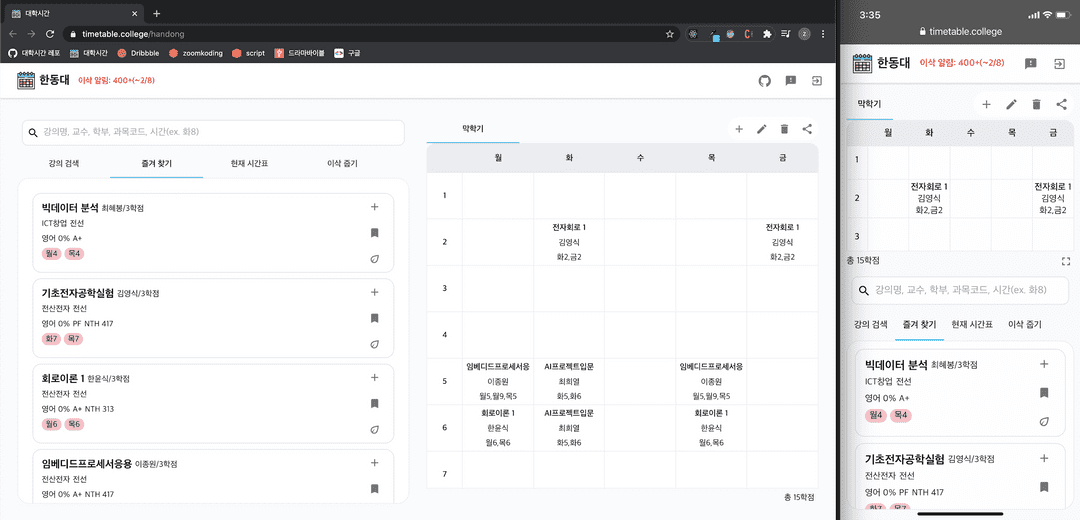 대학시간
timetable.college/handong
대학시간 레포 대학시간 Dribbble zoomkoding script 드라마바이블 구글
한동대 이삭 알림: 400+(~2/8)
강의명, 교수, 학부, 과목코드, 시간(ex. 화8)
강의 검색 즐겨 찾기 현재 시간표 이삭 줍기
빅데이터 분석 최혜봉/3학점
ICT창업 전선
영어 0% A+
월4 목4
기초전자공학실험 김영식/3학점
전산전자 전선
영어 0% PF NTH 417
화7 목7
회로이론 1 한윤식/3학점
전산전자 전선
영어 0% A+ NTH 313
월6 목6
임베디드프로세서응용 이종원/3학점
전산전자 전선
영어 0% A+ NTH 417
막학기
월 화 수 목 금
1
2
전자회로 1
김영식
화2,금2
전자회로 1
김영식
화2,금2
3
4
5
임베디드프로세서응
이종원
월5,월9,목5
AI프로젝트입문
최희열
화5,화6
임베디드프로세서응
이종원
월5,월9,목5
6
회로이론 1
한윤식
월6,목6
AI프로젝트입문
최희열
화5,화6
회로이론 1
한윤식
월6,목6
7
총 15학점
3:35
timetable.college
한동대 이삭 알림: 400+(~2/8)
막학기
월 화 수 목 금
1
2
전자회로 1
김영식
화2,금2
전자회로 1
김영식
화2,금2
3
총 15학점
강의명, 교수, 학부, 과목코드, 시간(ex. 화8)
강의 검색 즐겨 찾기 현재 시간표 이삭 줍기
빅데이터 분석 최혜봉/3학점
ICT창업 전선
영어 0% A+
월4 목4
기초전자공학실험 김영식/3학점
전산전자 전선
영어 0% PF NTH 417
화7 목7